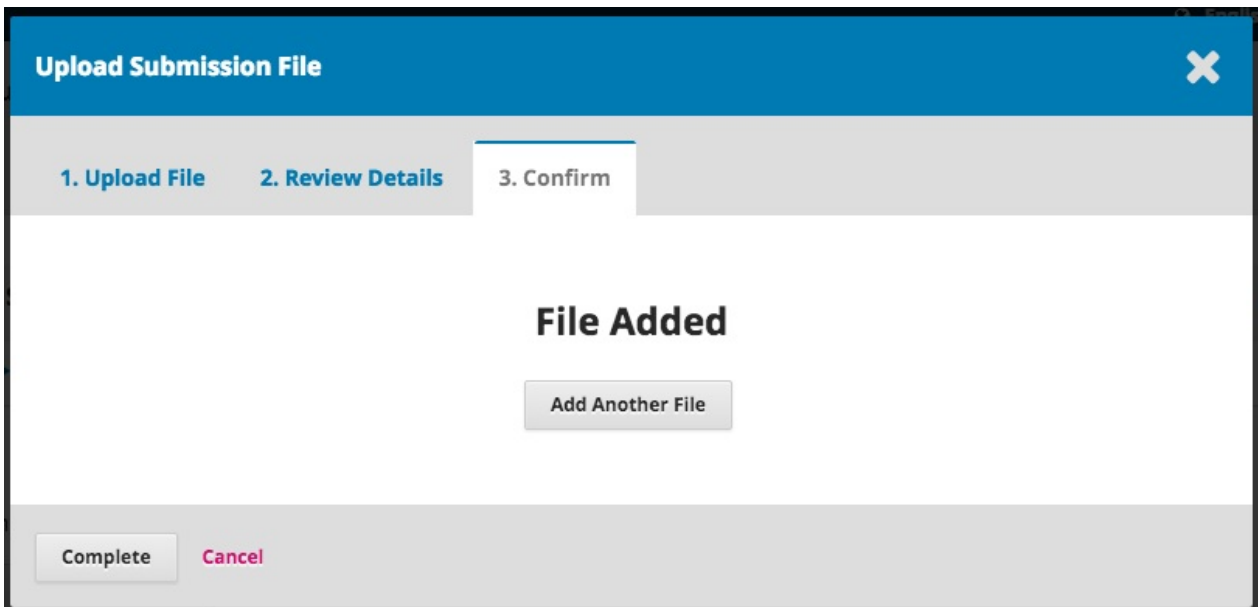 Upload Submission File
1. Upload File 2. Review Details 3. Confirm
File Added
Add Another File
Complete Cancel